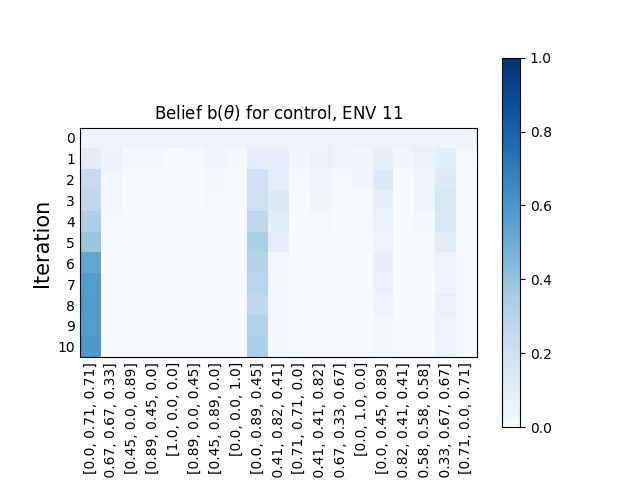 Belief b(θ) for control, ENV 11
Iteration
0
1
2
3
4
5
6
7
8
9
10
[0.0, 0.71, 0.71]
0.67, 0.67, 0.33]
[0.45, 0.0, 0.89]
[0.89, 0.45, 0.0]
[1.0, 0.0, 0.0]
[0.89, 0.0, 0.45]
[0.45, 0.89, 0.0]
[0.0, 0.0, 1.0]
[0.0, 0.89, 0.45]
0.41, 0.82, 0.41]
[0.71, 0.71, 0.0]
0.41, 0.41, 0.82]
0.67, 0.33, 0.67]
[0.0, 1.0, 0.0]
[0.0, 0.45, 0.89]
0.82, 0.41, 0.41]
0.58, 0.58, 0.58]
0.33, 0.67, 0.67]
[0.71, 0.0, 0.71]
1.0
0.8
0.6
0.4
0.2
0.0